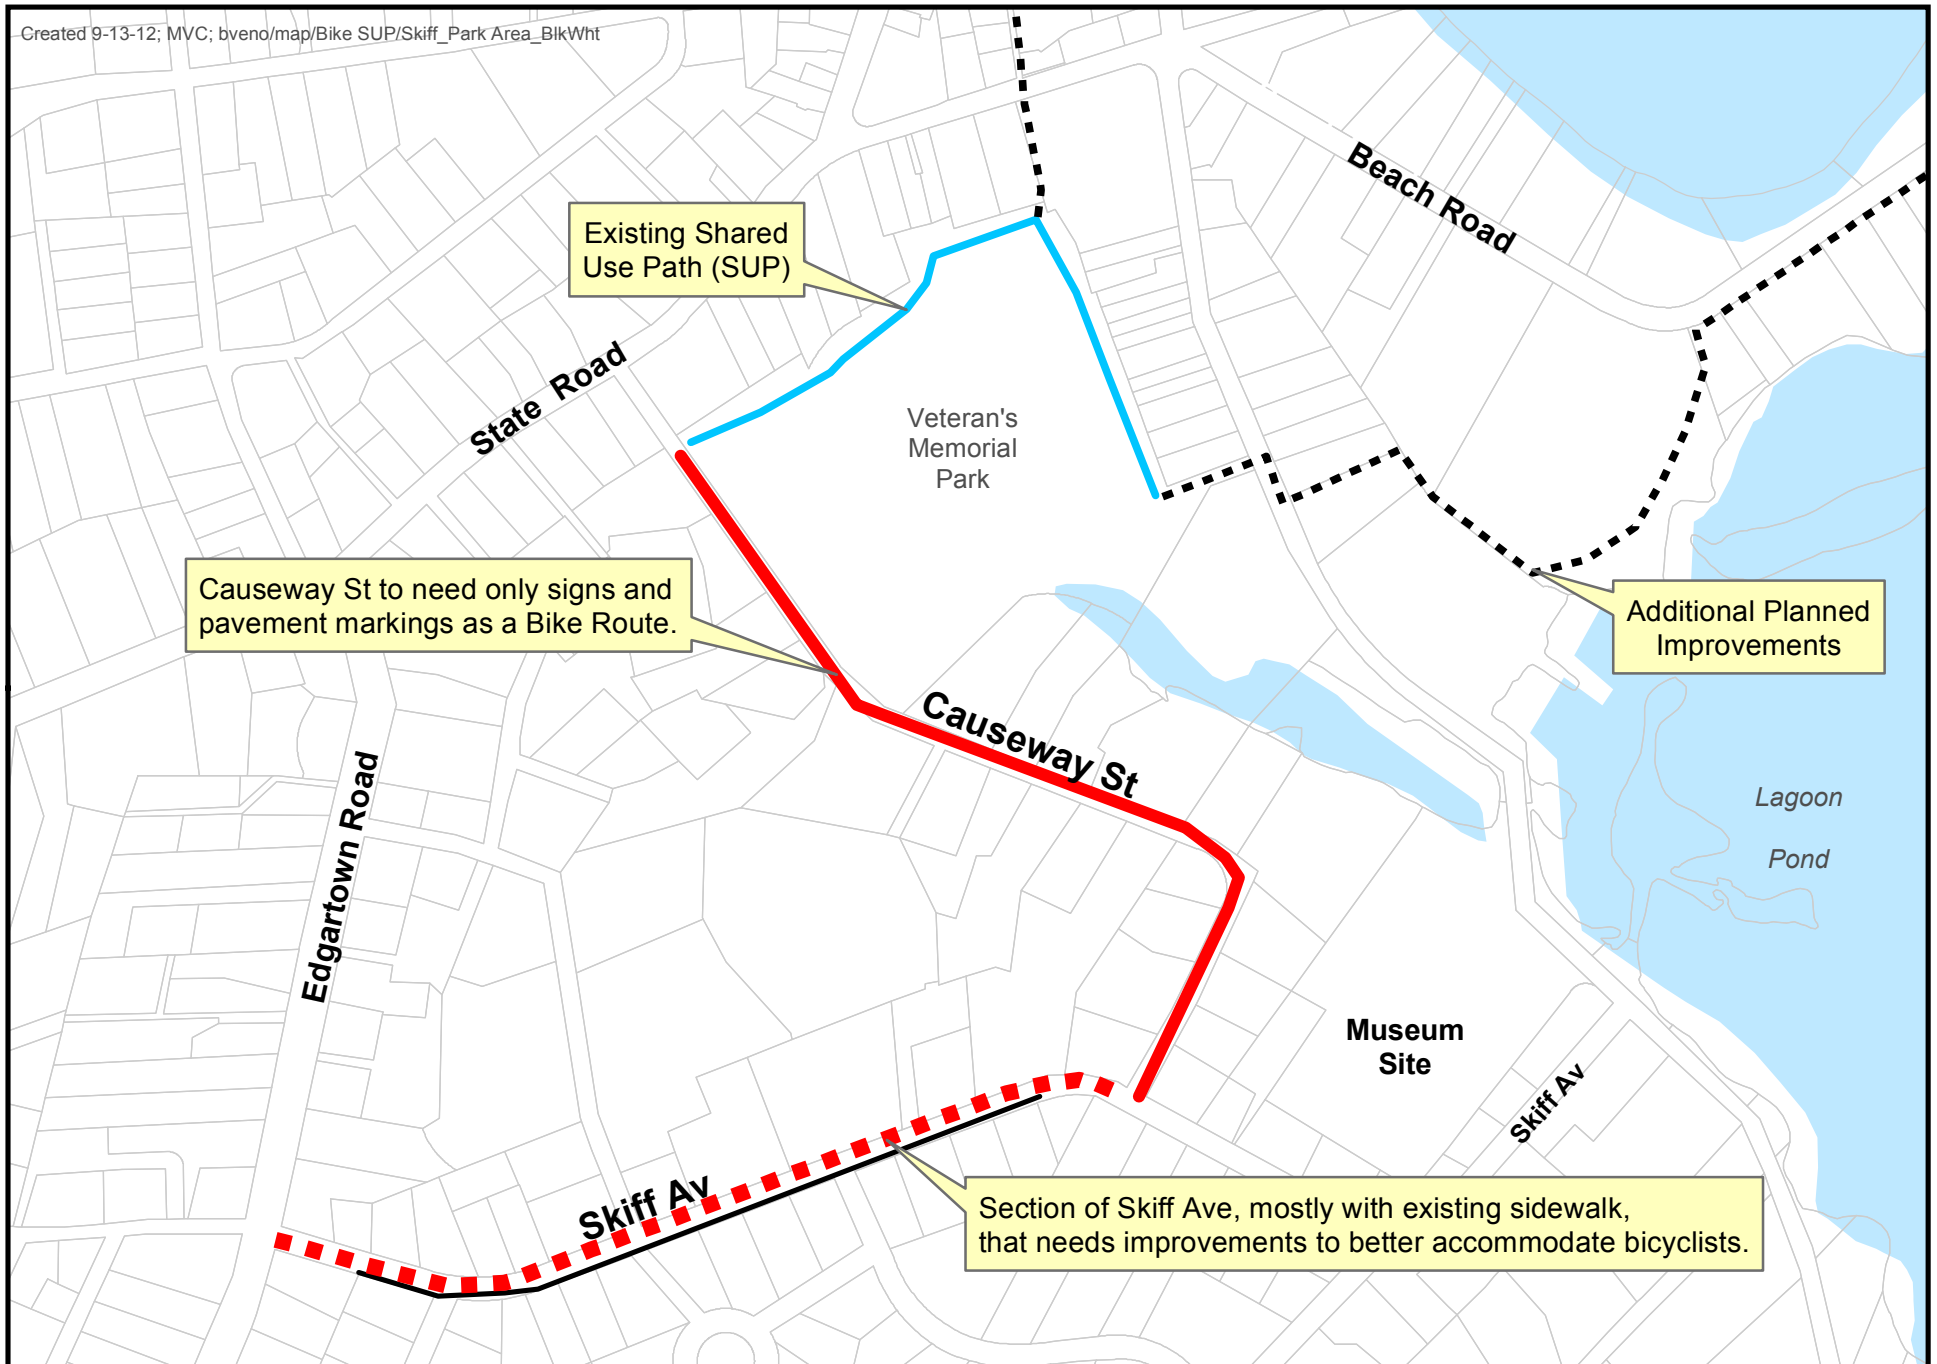 Created 9-13-12; MVC; bveno/map/Bike SUP/Skiff_Park Area_BlkWht
Beach Road
Existing Shared
Use Path (SUP)
State Road
Veteran's
Memorial
Park
Causeway St to need only signs and
pavement markings as a Bike Route.
Additional Planned
Improvements
Causeway St
Edgartown Road
Lagoon
Pond
Museum
Site
Skiff Av
Skiff Av
Section of Skiff Ave, mostly with existing sidewalk,
that needs improvements to better accommodate bicyclists.